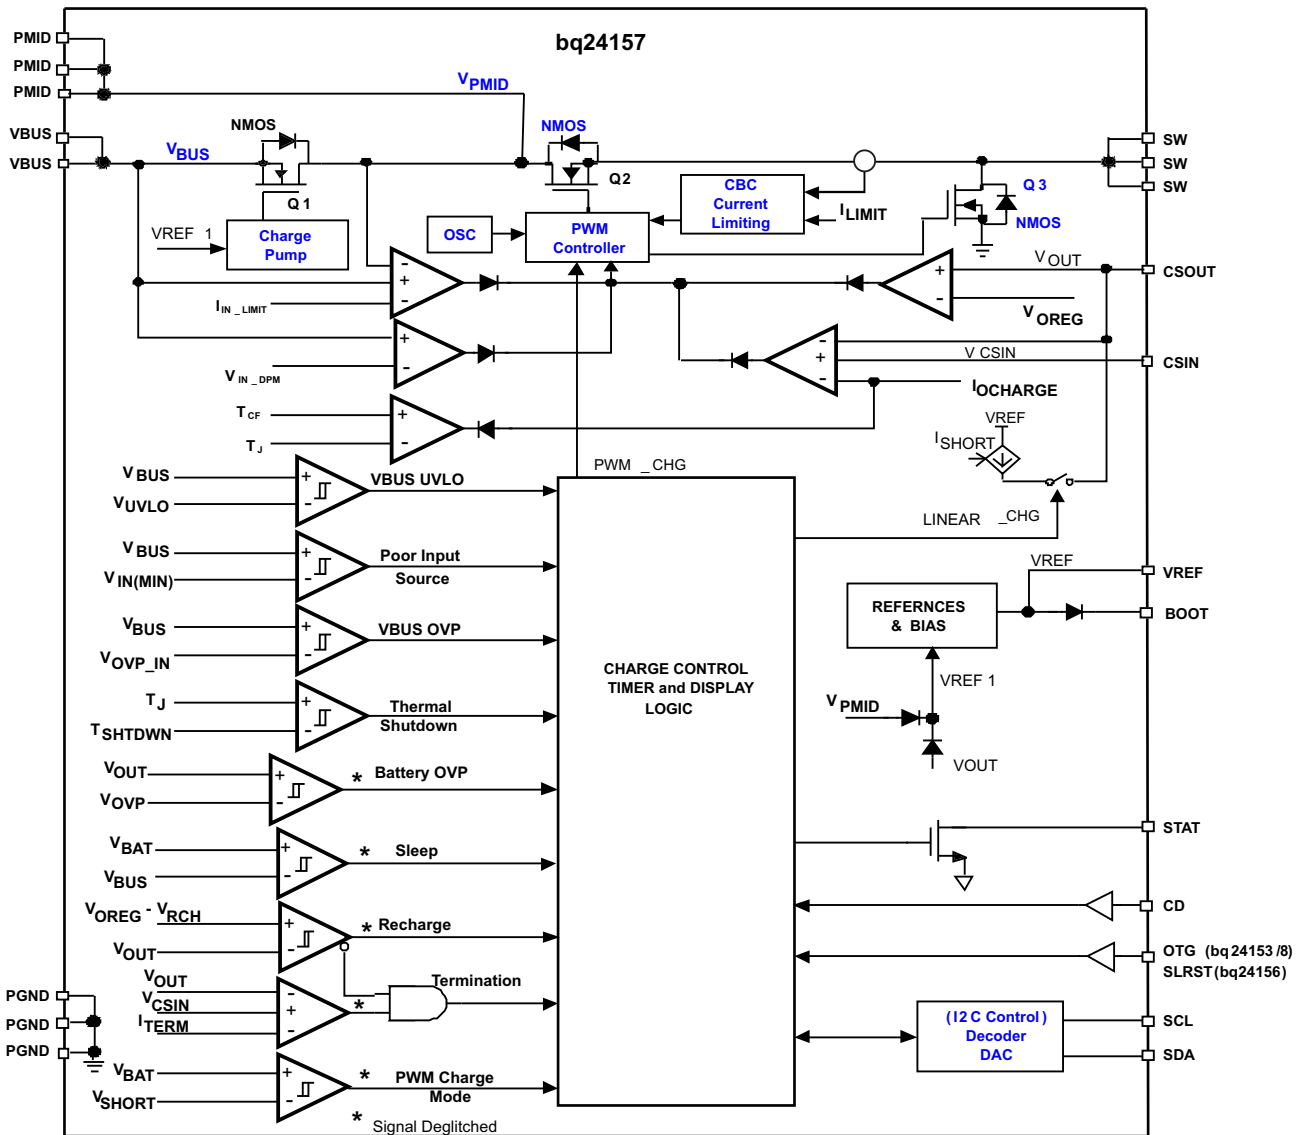 bq24157
PMID
PMID
PMID
VBUS
VBUS
VPMID
VBUS
NMOS
Q1
NMOS
Q2
SW
SW
SW
Q3
NMOS
VREF 1
Charge
Pump
OSC
PWM
Controller
CBC
Current
Limiting
ILIMIT
+
-
-
IIN_LIMIT
+
-
VOUT
CSOUT
VOREG
+
-
VIN_DPM
-
+
-
V CSIN
CSIN
IOCHARGE
TCF
TJ
+
-
VREF
ISHORT
PWM _CHG
LINEAR _CHG
VBUS
VUVLO
+
-
VBUS UVLO
VBUS
VIN(MIN)
+
-
Poor Input
Source
VBUS
VOVP_IN
+
-
VBUS OVP
TJ
TSHTDWN
+
-
Thermal
Shutdown
VOUT
VOVP
+
-
* Battery OVP
VBAT
VBUS
+
-
* Sleep
VOREG - VRCH
VOUT
+
-
* Recharge
VOUT
VCSIN
ITERM
-
+
-
*
Termination
VBAT
VSHORT
+
-
* PWM Charge
Mode
* Signal Deglitched
CHARGE CONTROL
TIMER and DISPLAY
LOGIC
VREF
VREF
REFERNCES
& BIAS
BOOT
VREF 1
VPMID
VOUT
STAT
CD
OTG (bq24153/8)
SLRST(bq24156)
(I2C Control)
Decoder
DAC
SCL
SDA
PGND
PGND
PGND